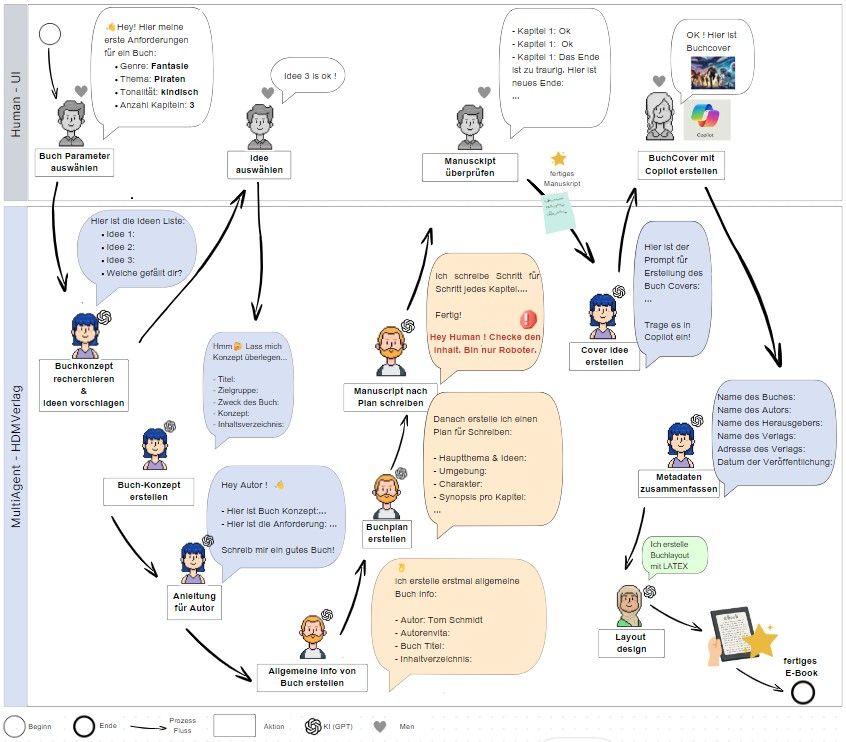 Human - UI
👋Hey! Hier meine
erste Anforderungen
für ein Buch:
• Genre: Fantasie
• Thema: Piraten
• Tonalität: kindisch
• Anzahl Kapiteln: 3
Buch Parameter
auswählen
Idee 3 is ok !
Idee
auswählen
- Kapitel 1: Ok
- Kapitel 1: Ok
- Kapitel 1: Das Ende
ist zu traurig. Hier ist
neues Ende:
...
Manusckipt
überprüfen
fertiges
Manuskript
OK ! Hier ist
Buchcover
Copilot
BuchCover mit
Copilot erstellen
MultiAgent - HDMVerlag
Hier ist die Ideen Liste:
• Idee 1:
• Idee 2:
• Idee 3:
• Welche gefällt dir?
Buchkonzept
recherchieren
&
Ideen vorschlagen
Hmm🤔 Lass mich
Konzept überlegen...
- Titel:
- Zielgruppe:
- Zweck des Buch:
- Konzept:
- Inhaltsverzeichnis:
Buch-Konzept
erstellen
Hey Autor ! 👋
- Hier ist Buch Konzept:...
- Hier ist die Anforderung: ...
Schreib mir ein gutes Buch!
Anleitung
für Autor
Ich erstelle erstmal allgemeine
Buch Info:
- Autor: Tom Schmidt
- Autorenvita:
- Buch Titel:
- Inhaltverzeichnis:
Allgemeine Info von
Buch erstellen
Danach erstelle ich einen
Plan für Schreiben:
- Haupttthema & Ideen:
- Umgebung:
- Charakter:
- Synopsis pro Kapitel:
...
Buchplan
erstellen
Ich schreibe Schritt für
Schritt jedes Kapitel....
Fertig!
Hey Human ! Checke den
Inhalt. Bin nur Roboter.
Manuscript nach
Plan schreiben
Hier ist der
Prompt für
Erstellung des
Buch Covers:
...
Trage es in
Copilot ein!
Cover idee
erstellen
Name des Buches:
Name des Autors:
Name des Herausgebers:
Name des Verlags:
Adresse des Verlags:
Datum der Veröffentlichung:
Metadaten
zusammenfassen
Ich erstelle
Buchlayout
mit LATEX
Layout
design
fertiges
E-Book
Beginn
Ende
Prozess
Fluss
Aktion
KI (GPT)
Men